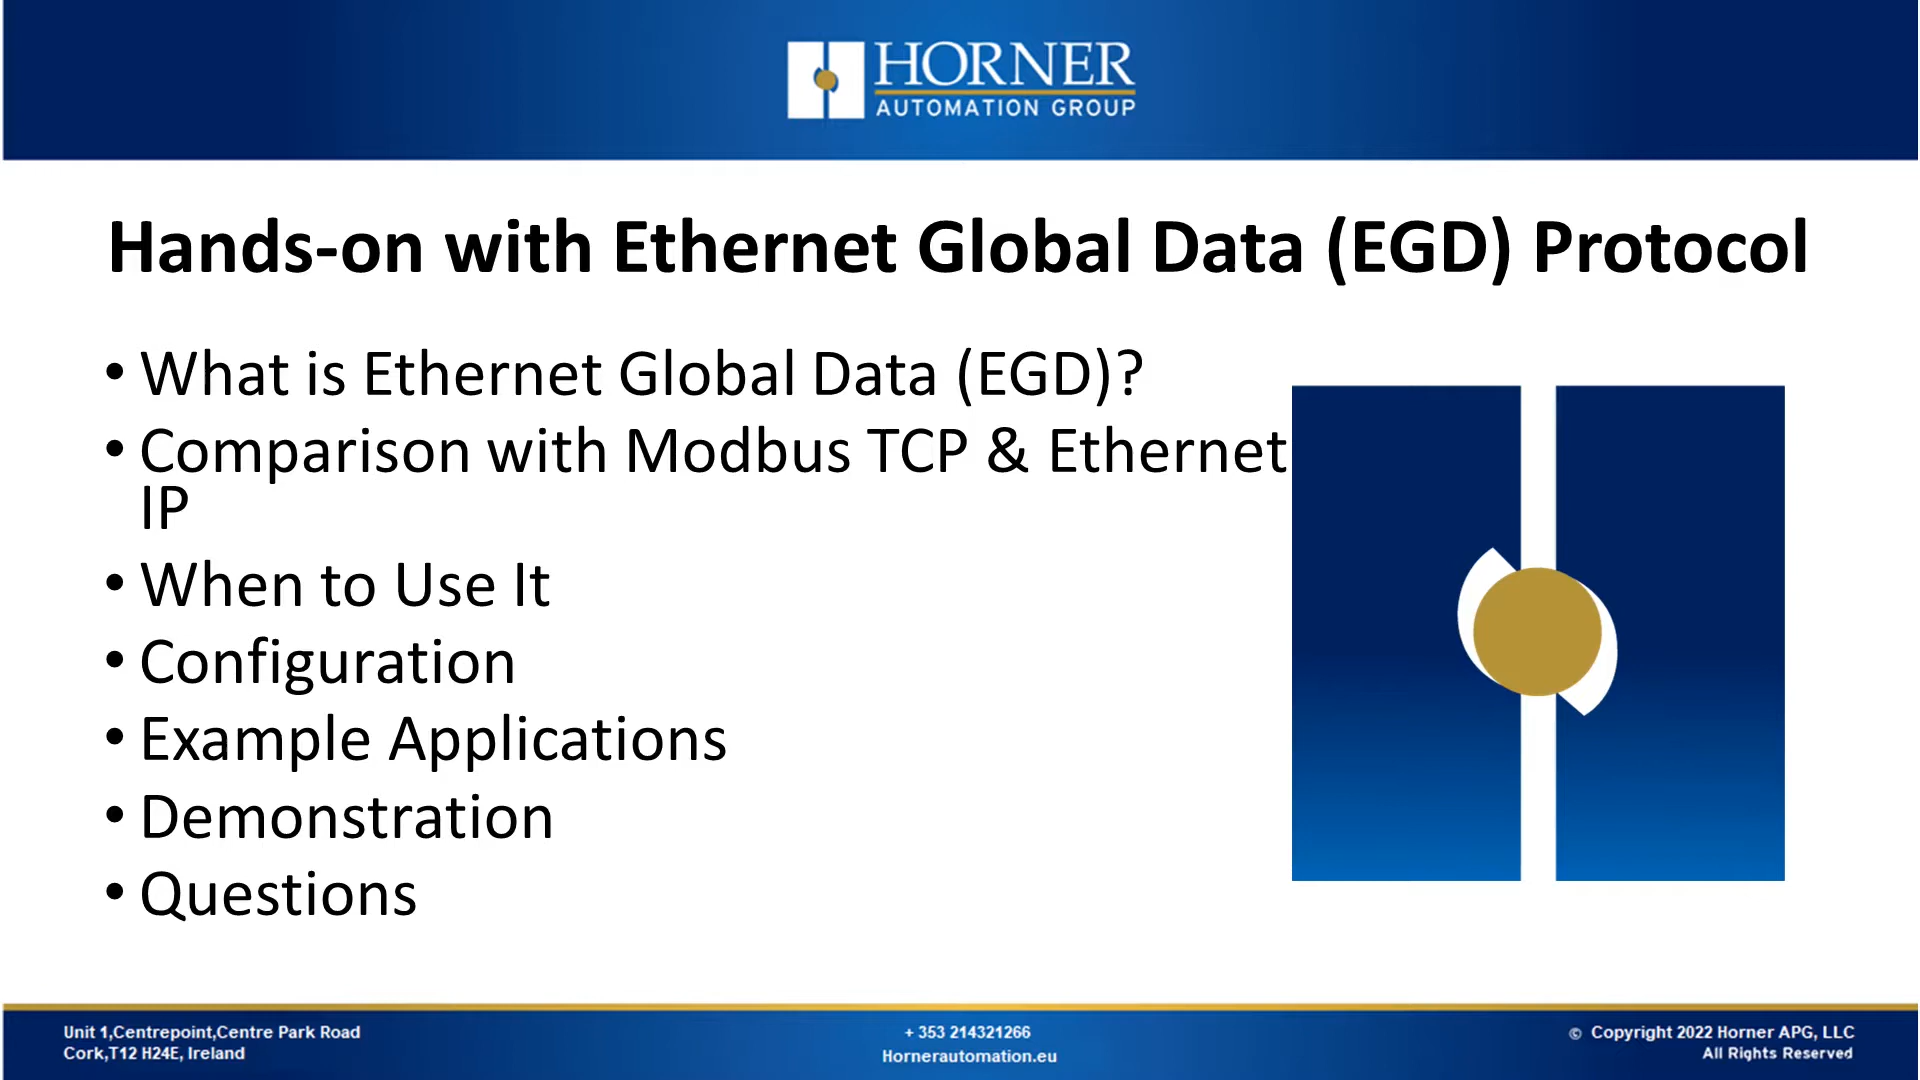 HORNER
AUTOMATION GROUP
Hands-on with Ethernet Global Data (EGD) Protocol
• What is Ethernet Global Data (EGD)?
• Comparison with Modbus TCP & Ethernet
IP
• When to Use It
• Configuration
• Example Applications
• Demonstration
• Questions
Unit 1,Centrepoint,Centre Park Road
Cork,T12 H24E, Ireland
+ 353 214321266
Hornerautomation.eu
© Copyright 2022 Horner APG, LLC
All Rights Reserved